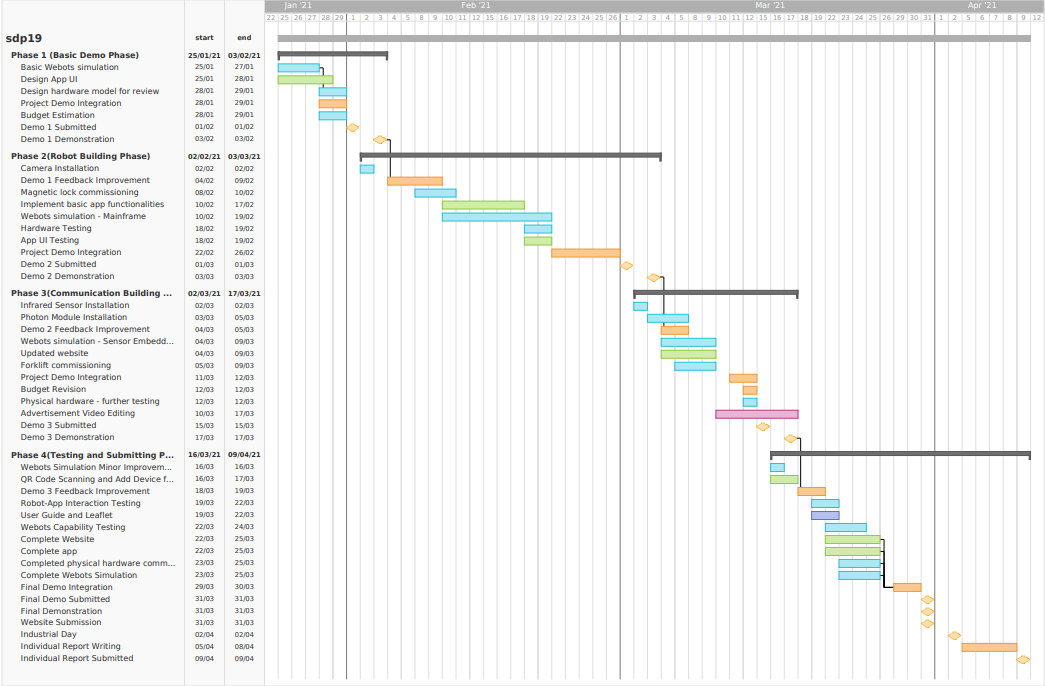 Jan '21 Feb '21 Mar '21 Apr '21
22 25 26 27 28 29 1 2 3 4 5 8 9 10 11 12 15 16 17 18 19 22 23 24 25 26 1 2 3 4 5 8 9 10 11 12 15 16 17 18 19 22 23 24 25 26 29 30 31 1 2 5 6 7 8 9 12
sdp19 start end
Phase 1 (Basic Demo Phase) 25/01/21 03/02/21
Basic Webots simulation 25/01 27/01
Design App UI 25/01 28/01
Design hardware model for review 28/01 29/01
Project Demo Integration 28/01 29/01
Budget Estimation 28/01 29/01
Demo 1 Submitted 01/02 01/02
Demo 1 Demonstration 03/02 03/02
Phase 2(Robot Building Phase) 02/02/21 03/03/21
Camera Installation 02/02 02/02
Demo 1 Feedback Improvement 04/02 09/02
Magnetic lock commissioning 08/02 10/02
Implement basic app functionalities 10/02 17/02
Webots simulation - Mainframe 10/02 19/02
Hardware Testing 18/02 19/02
App UI Testing 18/02 19/02
Project Demo Integration 22/02 26/02
Demo 2 Submitted 01/03 01/03
Demo 2 Demonstration 03/03 03/03
Phase 3(Communication Building ... 02/03/21 17/03/21
Infrared Sensor Installation 02/03 02/03
Photon Module Installation 03/03 05/03
Demo 2 Feedback Improvement 04/03 05/03
Webots simulation - Sensor Embedd... 04/03 09/03
Updated website 04/03 09/03
Forklift commissioning 05/03 09/03
Project Demo Integration 11/03 12/03
Budget Revision 12/03 12/03
Physical hardware - further testing 12/03 12/03
Advertisement Video Editing 10/03 17/03
Demo 3 Submitted 15/03 15/03
Demo 3 Demonstration 17/03 17/03
Phase 4(Testing and Submitting P... 16/03/21 09/04/21
Webots Simulation Minor Improvem... 16/03 16/03
QR Code Scanning and Add Device f... 16/03 17/03
Demo 3 Feedback Improvement 18/03 19/03
Robot-App Interaction Testing 19/03 22/03
User Guide and Leaflet 19/03 22/03
Webots Capability Testing 22/03 24/03
Complete Website 22/03 25/03
Complete app 22/03 25/03
Completed physical hardware comm... 23/03 25/03
Complete Webots Simulation 23/03 25/03
Final Demo Integration 29/03 30/03
Final Demo Submitted 31/03 31/03
Final Demonstration 31/03 31/03
Website Submission 31/03 31/03
Industrial Day 02/04 02/04
Individual Report Writing 05/04 08/04
Individual Report Submitted 09/04 09/04